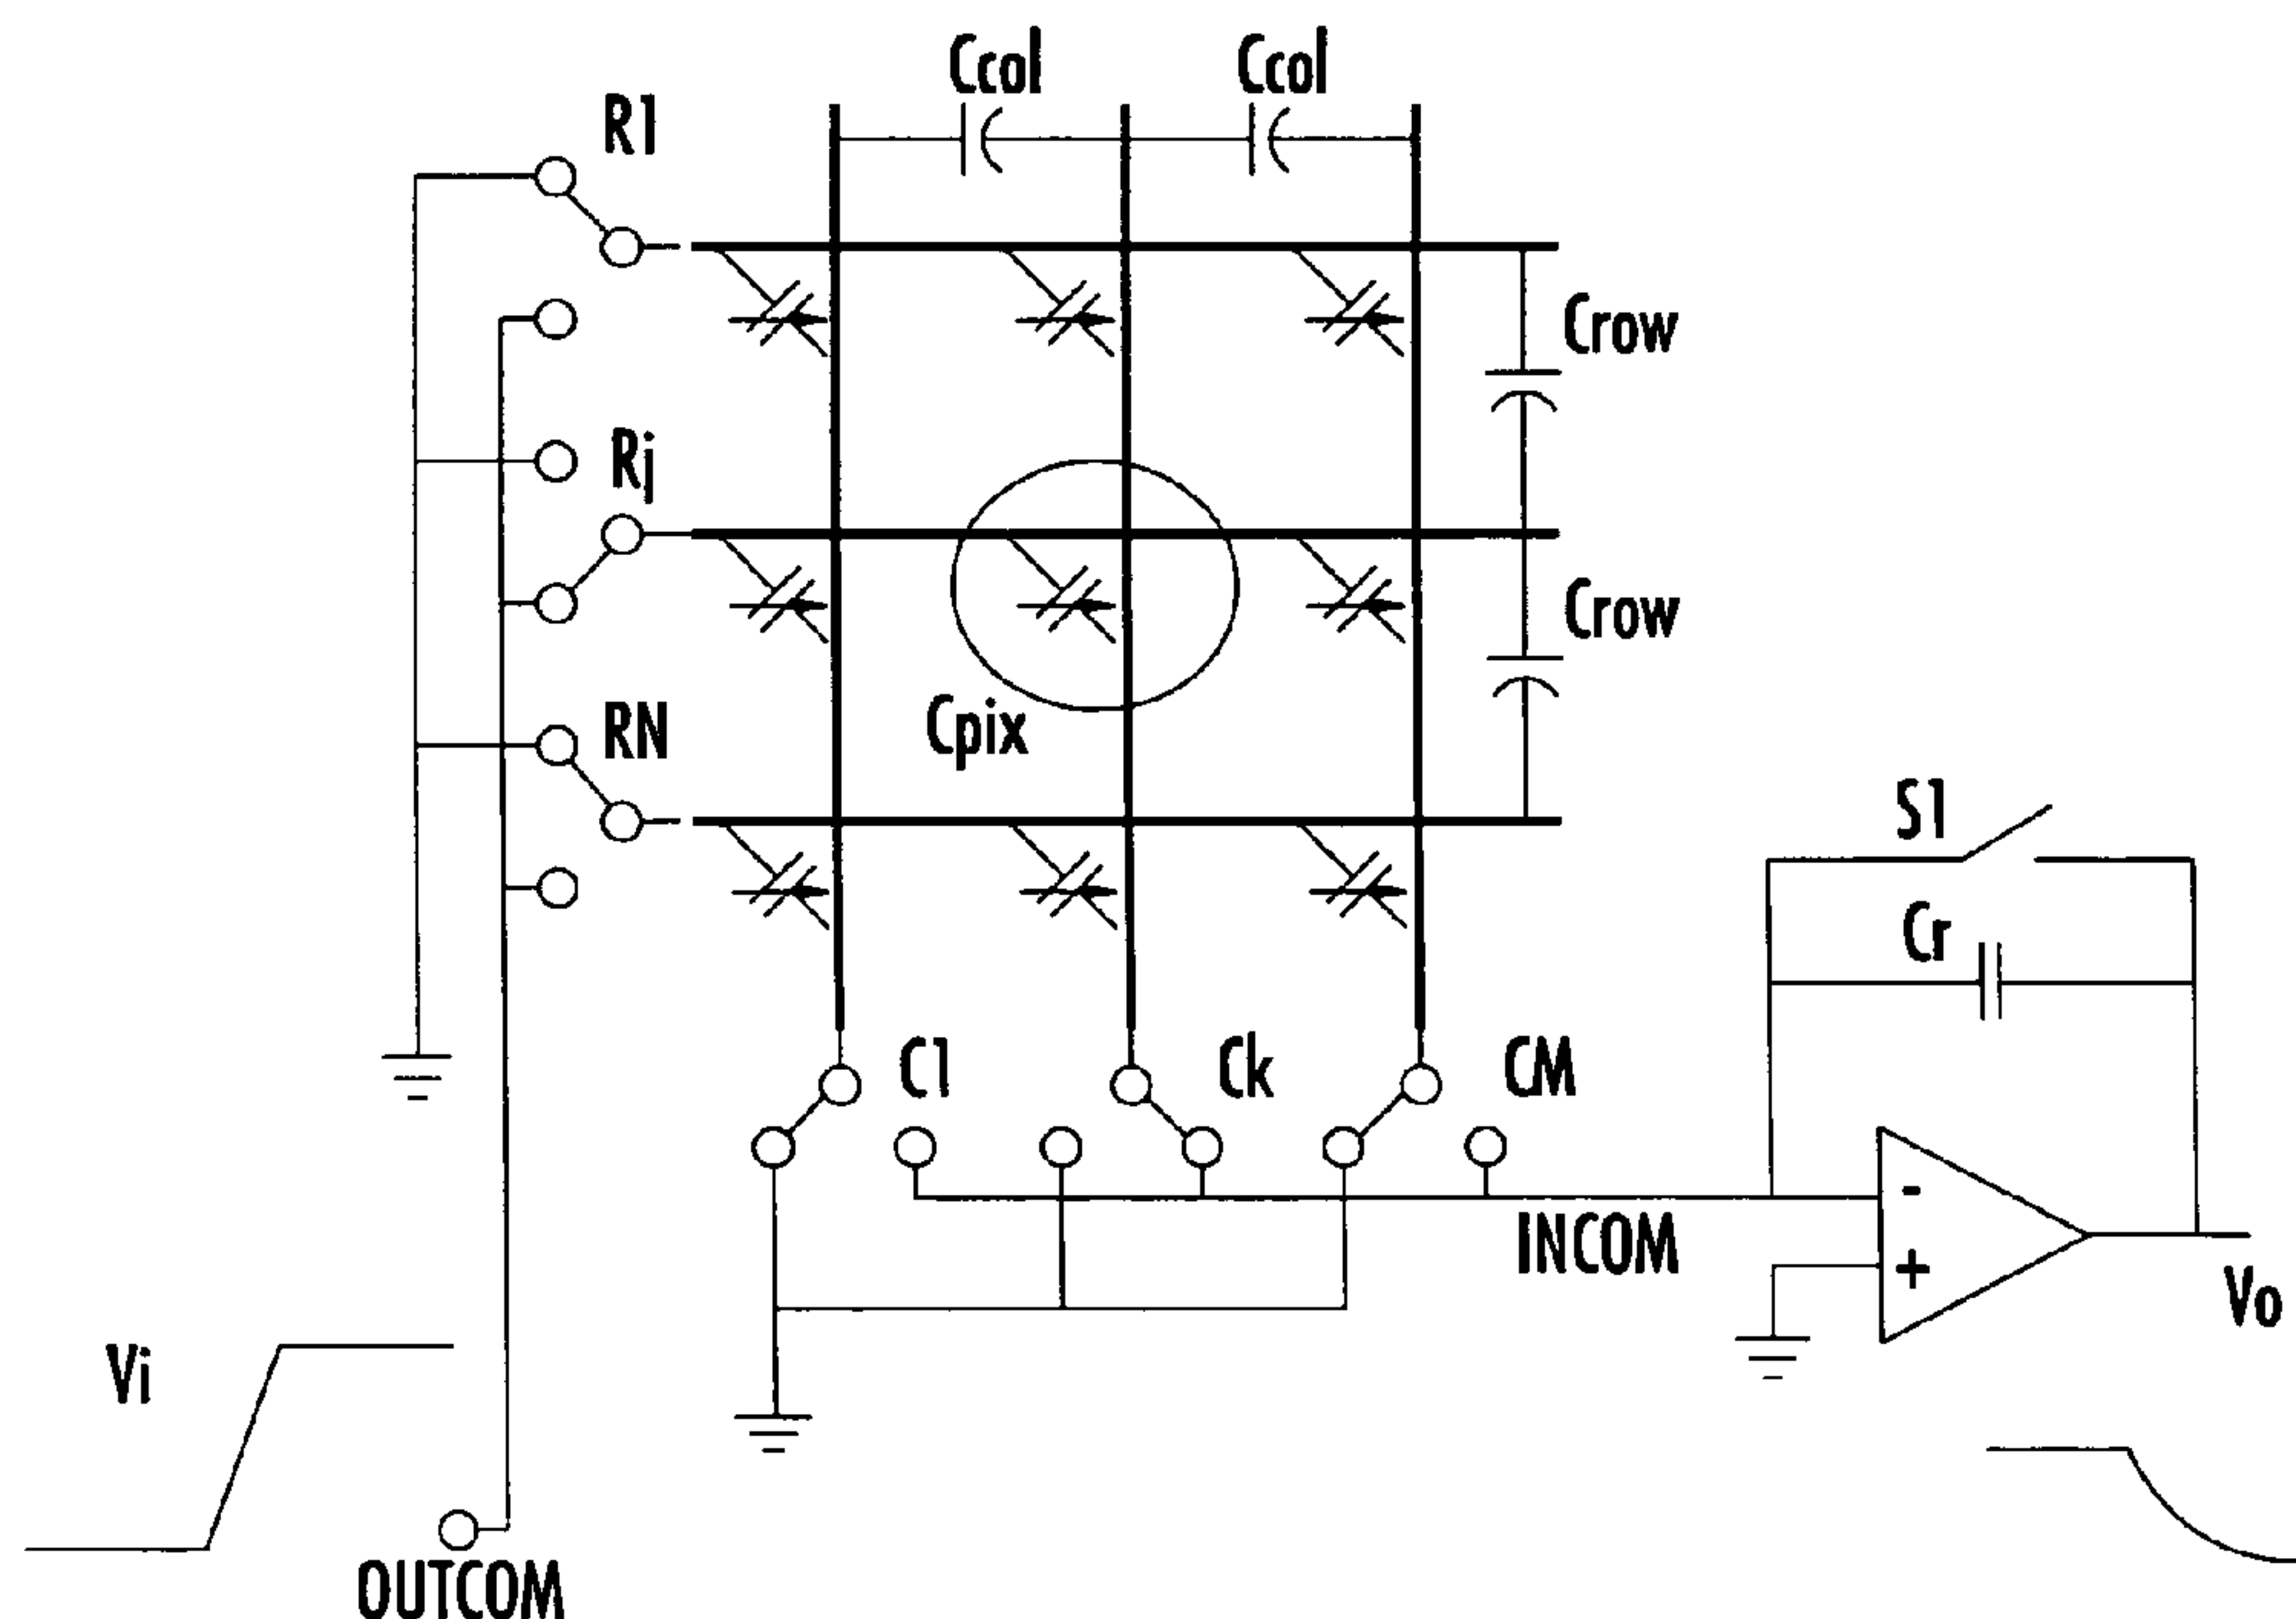 Ccol
Ccol
R1
Crow
Rj
Crow
Cpix
RN
S1
Cr
C1
Ck
CM
-
INCOM
+
Vo
Vi
OUTCOM